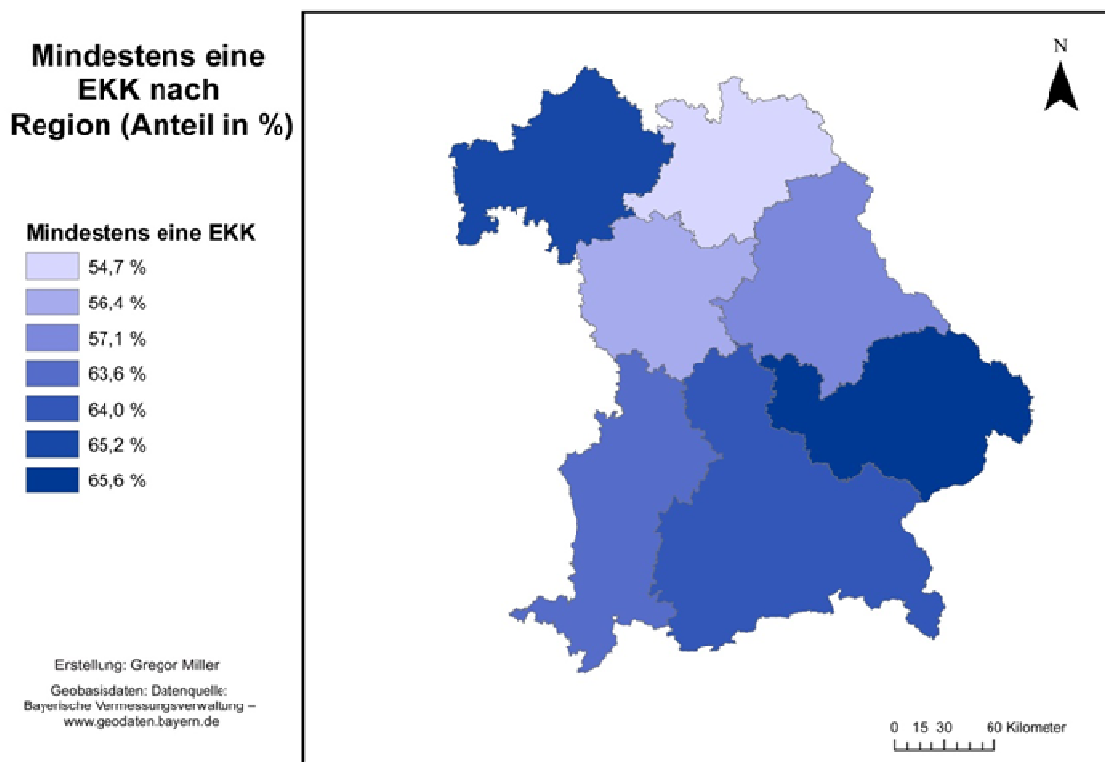 Mindestens eine
EKK nach
Region (Anteil in %)
Mindestens eine EKK
54,7 %
56,4 %
57,1 %
63,6 %
64,0 %
65,2 %
65,6 %
Erstellung: Gregor Miller
Geobasisdaten: Datenquelle:
Bayerische Vermessungsverwaltung –
www.geodaten.bayern.de
N
0 15 30 60 Kilometer